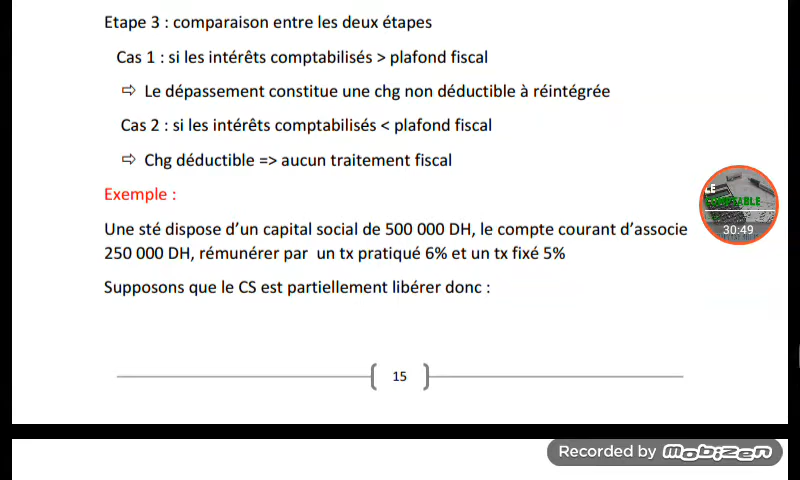 Etape 3 : comparaison entre les deux étapes
Cas 1 : si les intérêts comptabilisés > plafond fiscal
⇨ Le dépassement constitue une chg non déductible à réintégrée
Cas 2 : si les intérêts comptabilisés < plafond fiscal
⇨ Chg déductible => aucun traitement fiscal
Exemple :
Une sté dispose d'un capital social de 500 000 DH, le compte courant d'associe
250 000 DH, rémunérer par un tx pratiqué 6% et un tx fixé 5%
Supposons que le CS est partiellement libérer donc :
30:49
15
Recorded by mobizen